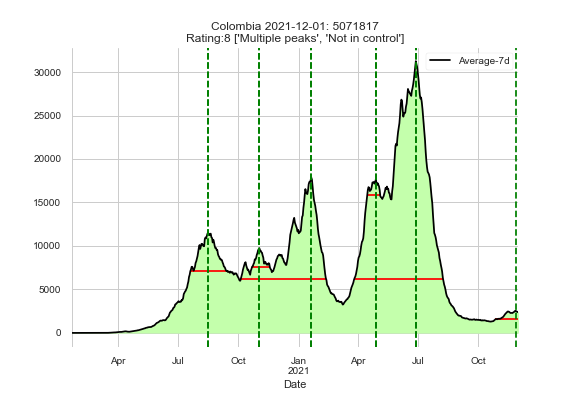 Colombia 2021-12-01: 5071817
Rating:8 ['Multiple peaks', 'Not in control']
Average-7d
30000
25000
20000
15000
10000
5000
0
Apr
Jul
Oct
Jan
2021
Apr
Jul
Oct
Date